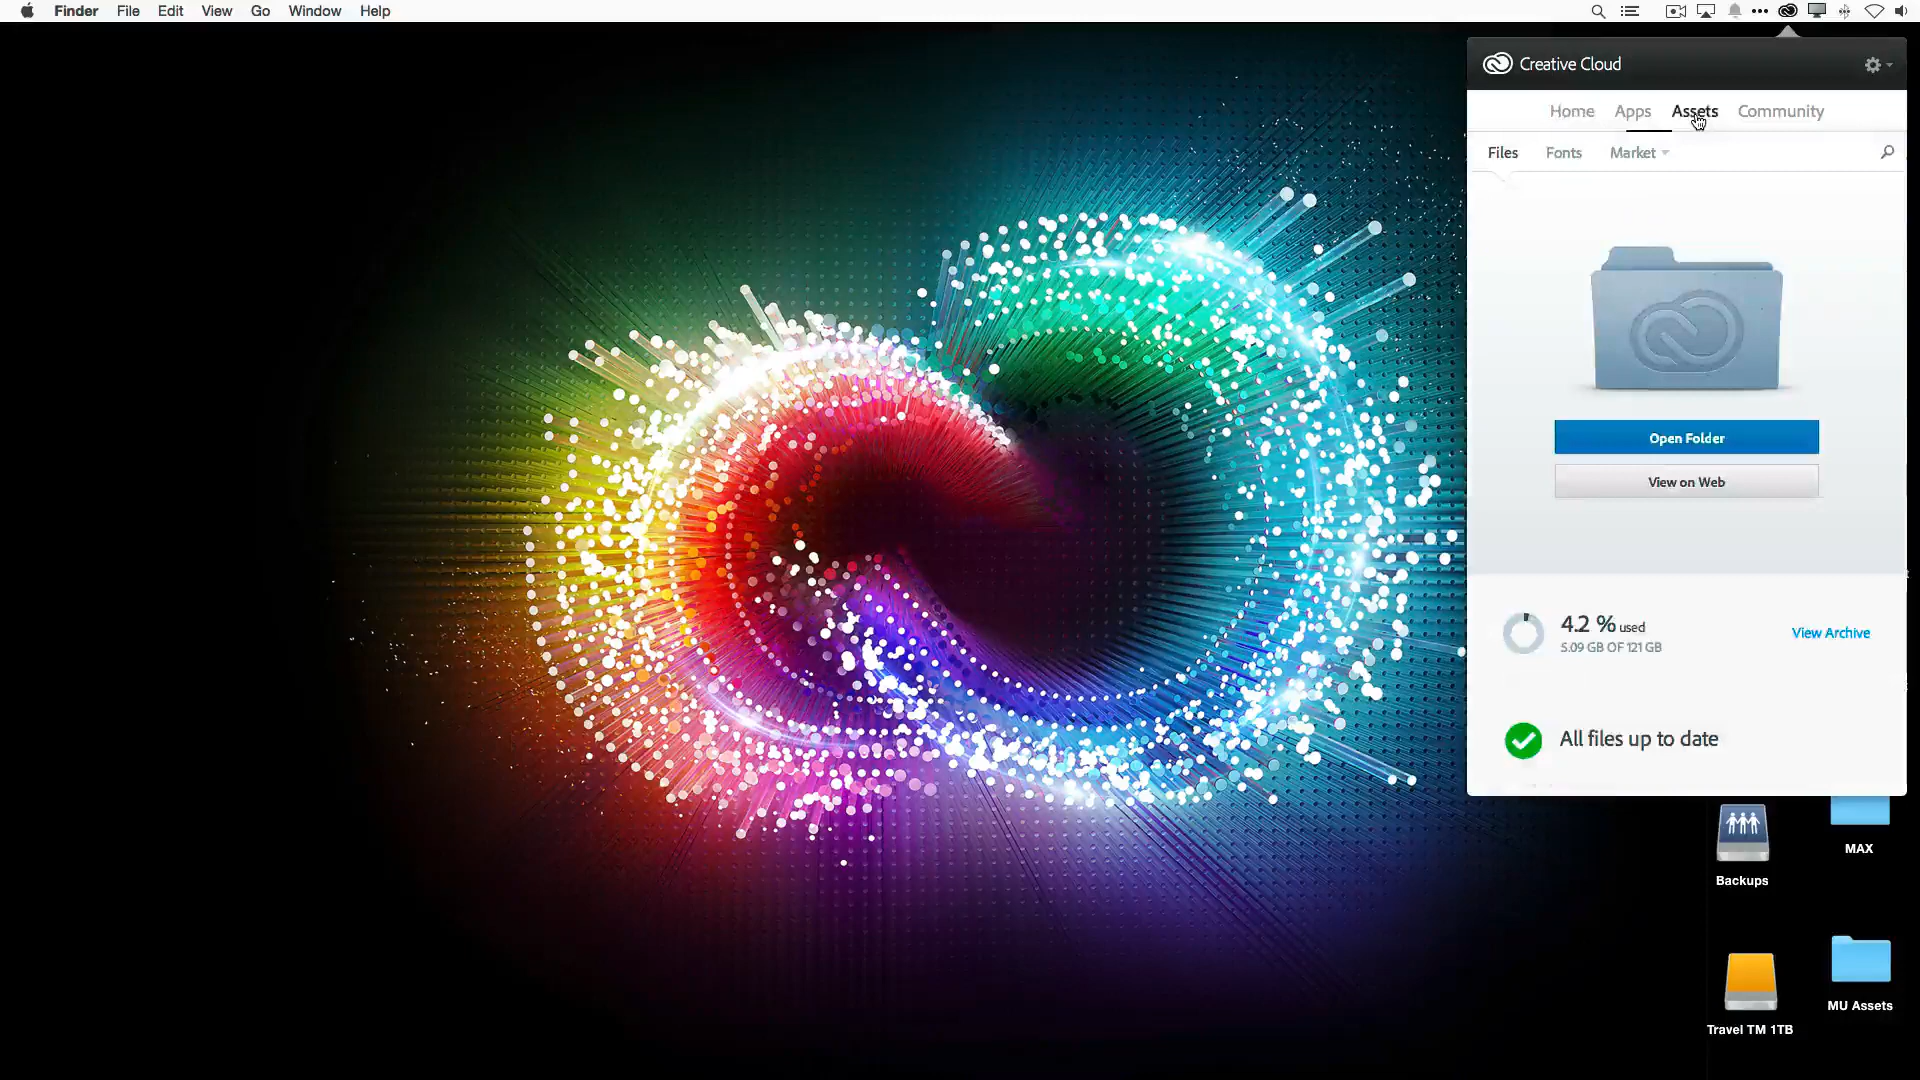 Finder File Edit View Go Window Help
Creative Cloud
Home Apps Assets Community
Files Fonts Market
Open Folder
View on Web
4.2 % used
5.09 GB OF 121 GB
View Archive
All files up to date
Backups
MAX
Travel TM 1TB
MU Assets